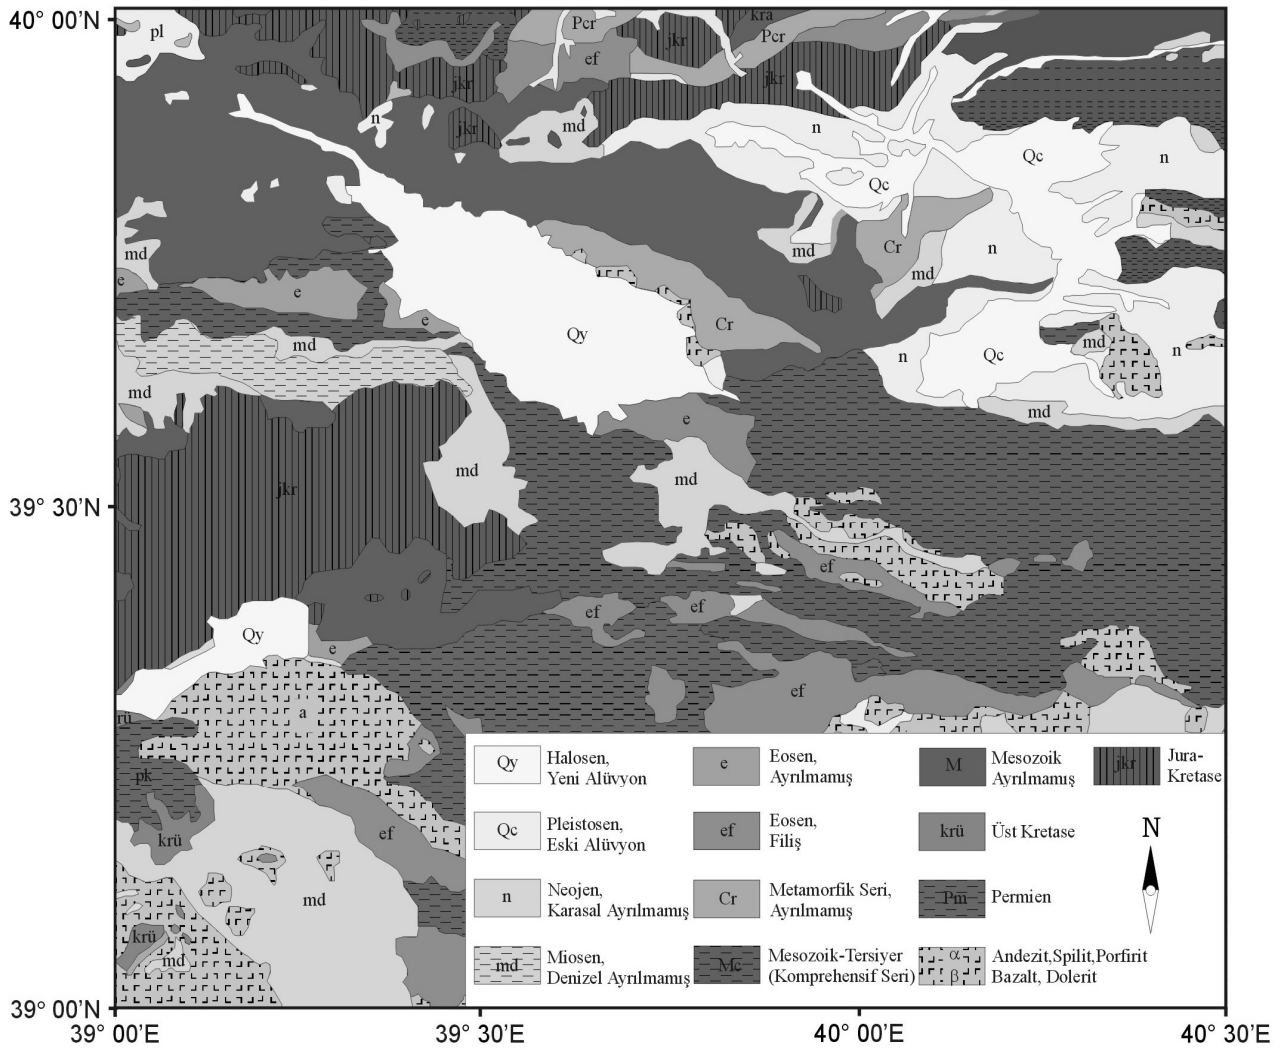 40° 00'N
pl
Pcr
kra
jkr
Pcr
ef
jkr
jkr
n
jkr
md
n
Qc
n
Qc
md
Cr
n
md
md
e
e
e
Qy
Cr
md
n
Qc
md
n
md
e
md
md
md
39° 30'N
jkr
ef
ef
ef
Qy
e
ef
rü
a
pk
krü
ef
md
krü
md
Qy
Halosen,
Yeni Alüvyon
e
Eosen,
Ayrılmamış
M
Mesozoik
Ayrılmamış
jkr
Jura-
Kretase
Qc
Pleistosen,
Eski Alüvyon
ef
Eosen,
Filiş
krü
Üst Kretase
N
n
Neojen,
Karasal Ayrılmamış
Cr
Metamorfik Seri,
Ayrılmamış
Pm
Permien
md
Miosen,
Denizel Ayrılmamış
Mc
Mesozoik-Tersiyer
(Komprehensif Seri)
α
β
Andezit,Spilit,Porfirit
Bazalt, Dolerit
39° 00'N
39° 00'E
39° 30'E
40° 00'E
40° 30'E